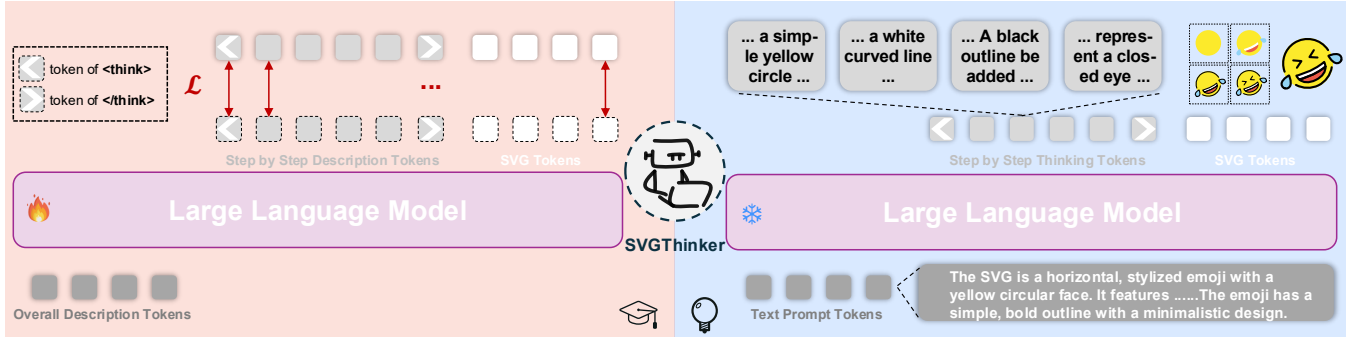 token of <think>
token of </think>
ℒ
...
Step by Step Description Tokens
SVG Tokens
Large Language Model
Overall Description Tokens
SVGThinker
... a simp-
le yellow
circle ...
... a white
curved line
...
... A black
outline be
added ...
... repres-
ent a clos-
ed eye ...
Step by Step Thinking Tokens
SVG Tokens
Large Language Model
Text Prompt Tokens
The SVG is a horizontal, stylized emoji with a
yellow circular face. It features ......The emoji has a
simple, bold outline with a minimalistic design.